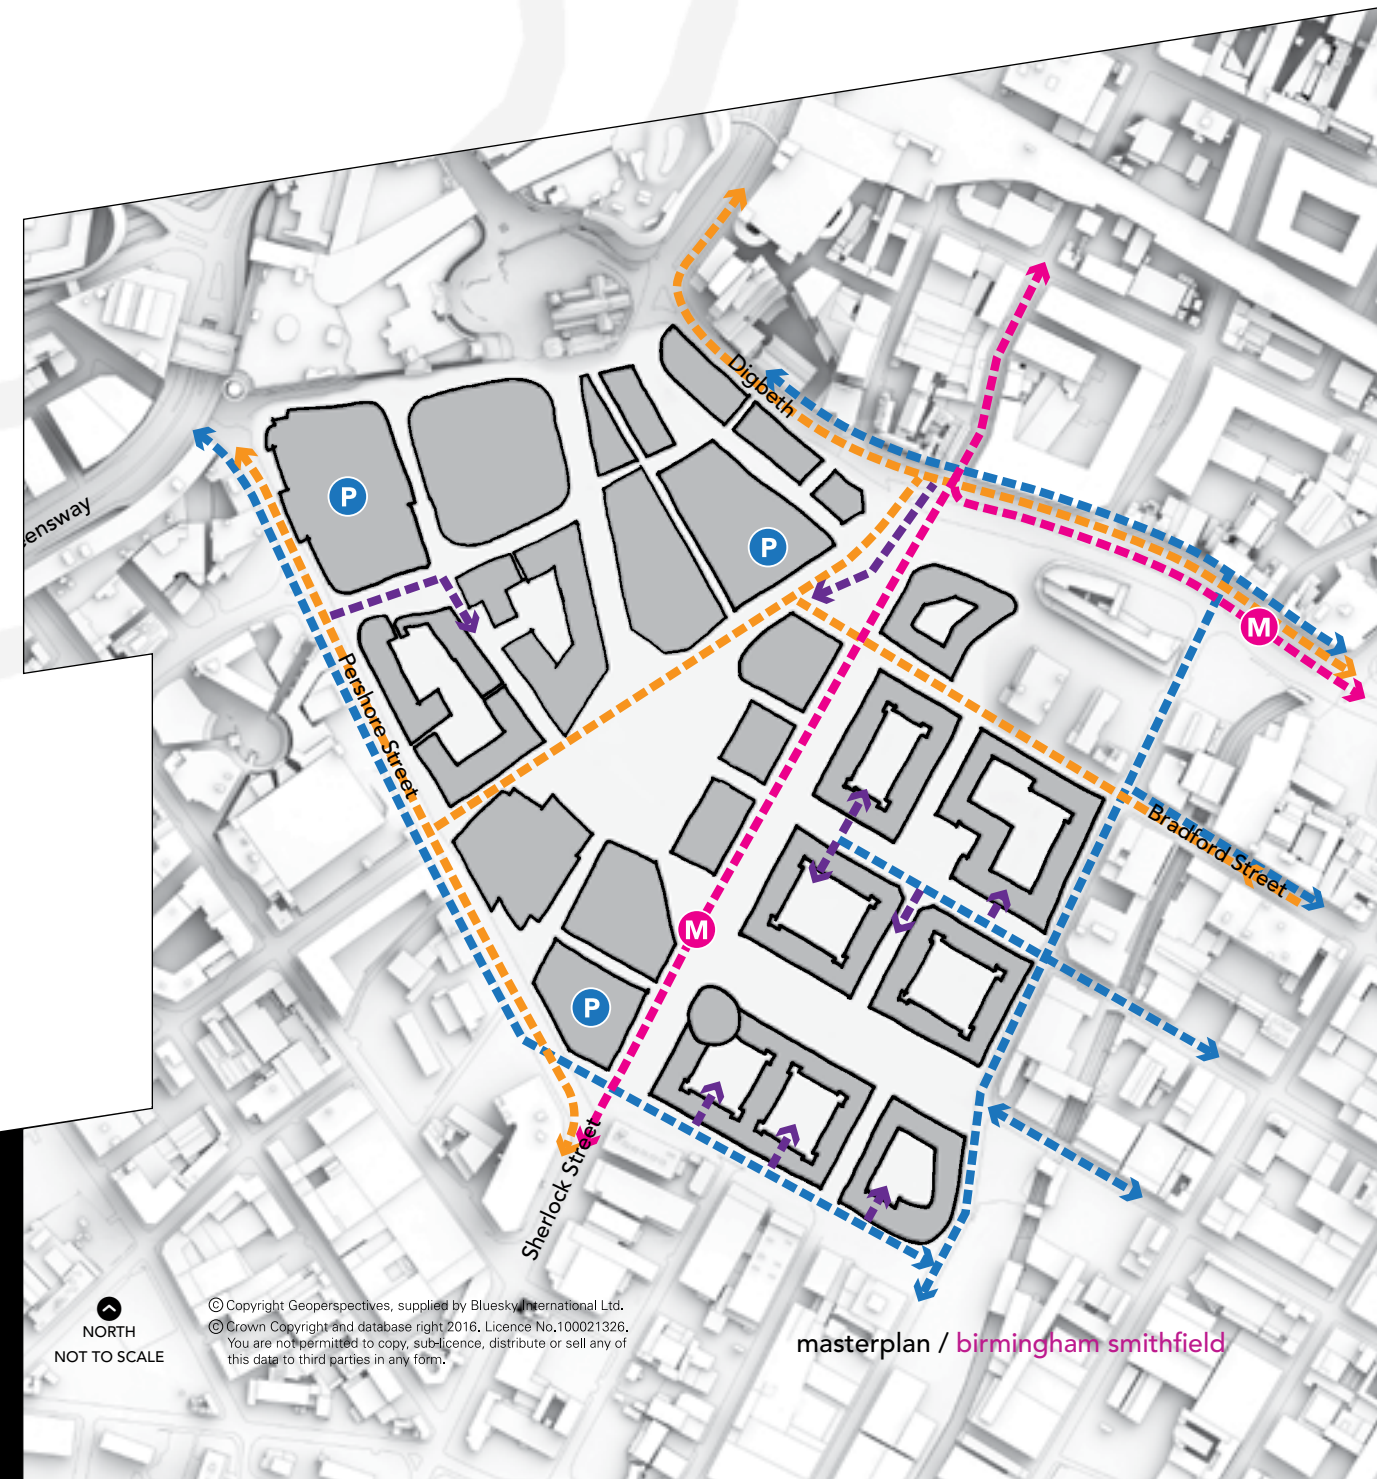 Digbeth
P
ensway
P
M
Pershore Street
Bradford Street
M
P
Sherlock Street
NORTH
NOT TO SCALE
© Copyright Geoperspectives, supplied by Bluesky International Ltd.
© Crown Copyright and database right 2016. Licence No.100021326.
You are not permitted to copy, sub-licence, distribute or sell any of
this data to third parties in any form.
masterplan / birmingham smithfield